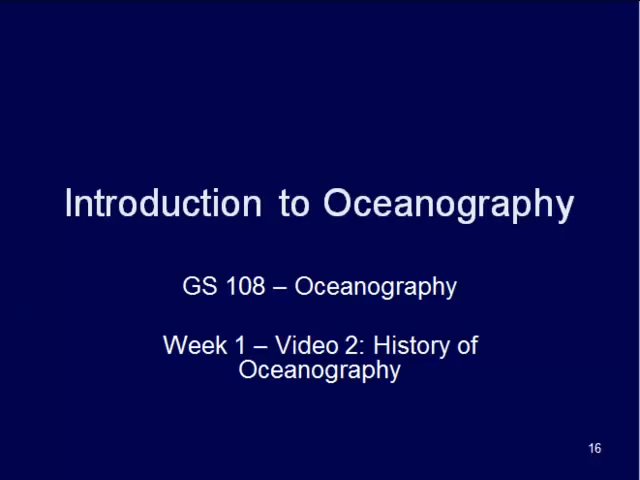 Introduction to Oceanography
GS 108 – Oceanography
Week 1 – Video 2: History of
Oceanography
16